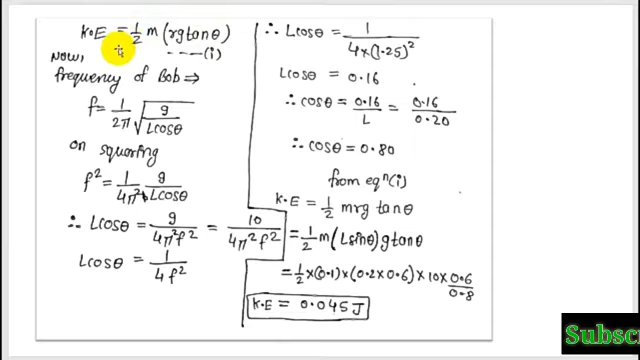 K.E = 1/2 m (rg tanθ)
----(i)
Now,
frequency of Bob ⇒
f = 1/2π √(g/Lcosθ)
on squaring
f² = 1/4π² g/Lcosθ
∴ Lcosθ = g/4π²f² = 10/4π²f²
Lcosθ = 1/4f²
∴ Lcosθ = 1/4×(1.25)²
Lcosθ = 0.16
∴ cosθ = 0.16/L = 0.16/0.20
∴ cosθ = 0.80
from eqⁿ(i)
K.E = 1/2 mrg tanθ
= 1/2 m(Lsinθ)g tanθ
= 1/2 ×(0.1)×(0.2×0.6)×10×0.6/0.8
K.E = 0.045 J
Subsc